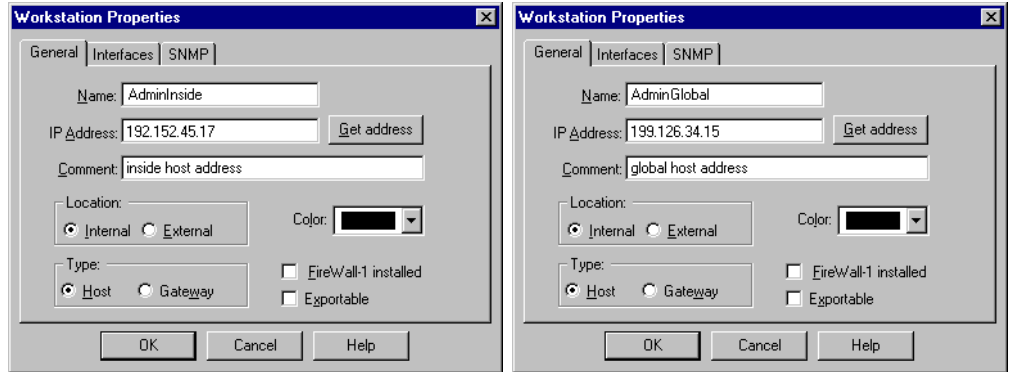 Workstation Properties
General Interfaces SNMP
Name: AdminInside
IP Address: 192.152.45.17 Get address
Comment: inside host address
Location:
Internal External
Color:
Type:
Host Gateway
FireWall-1 installed
Exportable
OK Cancel Help
Workstation Properties
General Interfaces SNMP
Name: AdminGlobal
IP Address: 199.126.34.15 Get address
Comment: global host address
Location:
Internal External
Color:
Type:
Host Gateway
FireWall-1 installed
Exportable
OK Cancel Help